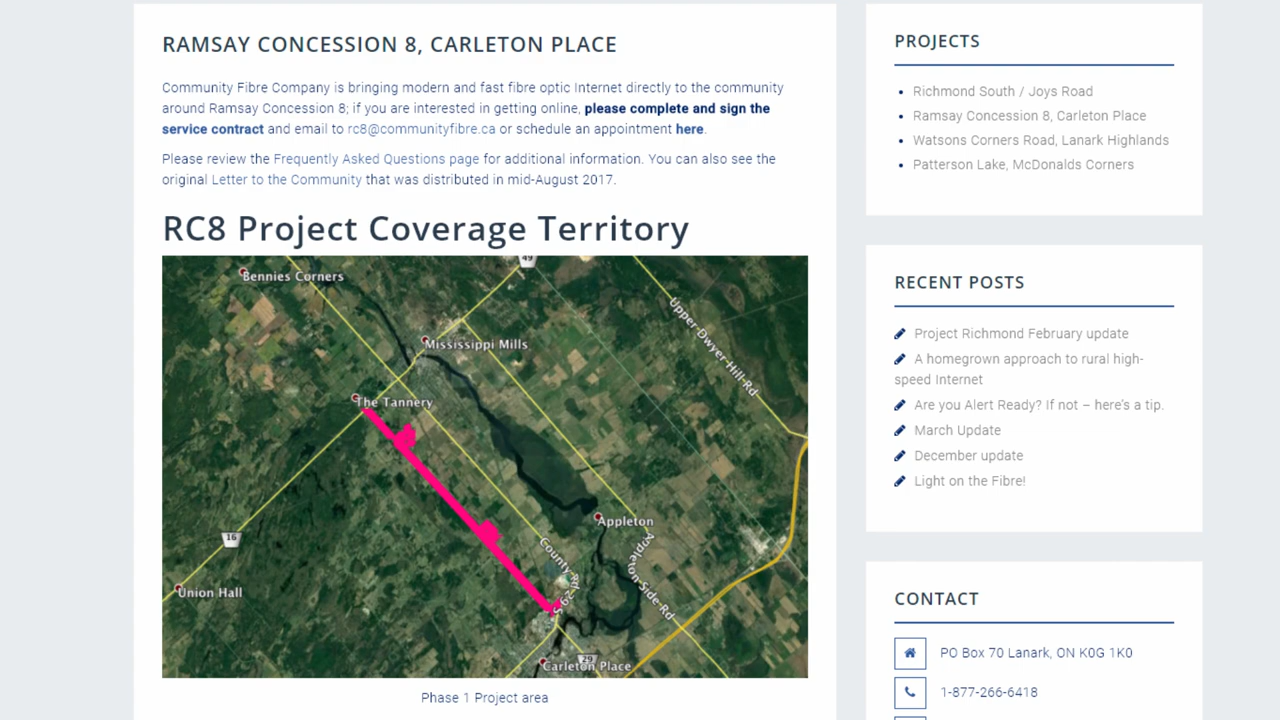 RAMSAY CONCESSION 8, CARLETON PLACE
Community Fibre Company is bringing modern and fast fibre optic Internet directly to the community
around Ramsay Concession 8; if you are interested in getting online, please complete and sign the
service contract and email to rc8@communityfibre.ca or schedule an appointment here.
Please review the Frequently Asked Questions page for additional information. You can also see the
original Letter to the Community that was distributed in mid-August 2017.
RC8 Project Coverage Territory
49
Bennies Corners
Upper Dwyer Hill Rd
Mississippi Mills
The Tannery
Appleton
16
County Rd 29 S
Appleton Side Rd
Union Hall
29
Carleton Place
Phase 1 Project area
PROJECTS
Richmond South / Joys Road
Ramsay Concession 8, Carleton Place
Watsons Corners Road, Lanark Highlands
Patterson Lake, McDonalds Corners
RECENT POSTS
Project Richmond February update
A homegrown approach to rural high-
speed Internet
Are you Alert Ready? If not – here's a tip.
March Update
December update
Light on the Fibre!
CONTACT
PO Box 70 Lanark, ON K0G 1K0
1-877-266-6418